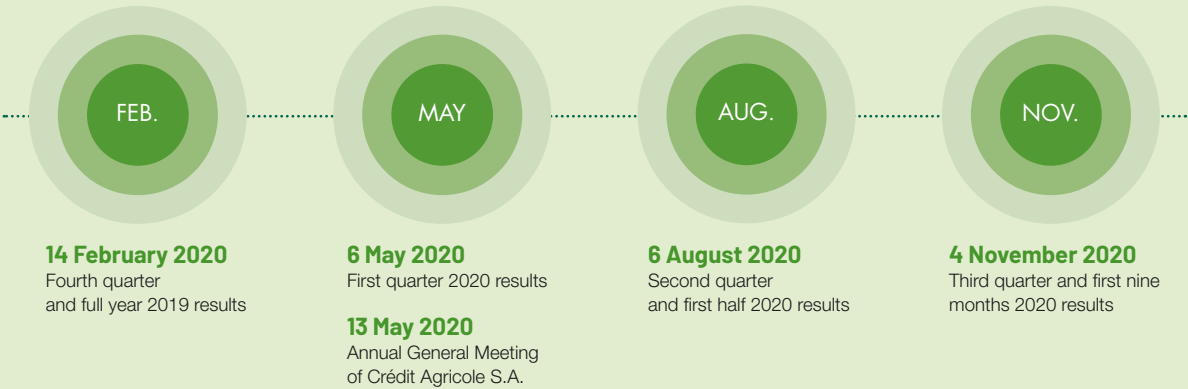 FEB.
14 February 2020
Fourth quarter
and full year 2019 results
MAY
6 May 2020
First quarter 2020 results
13 May 2020
Annual General Meeting
of Crédit Agricole S.A.
AUG.
6 August 2020
Second quarter
and first half 2020 results
NOV.
4 November 2020
Third quarter and first nine
months 2020 results